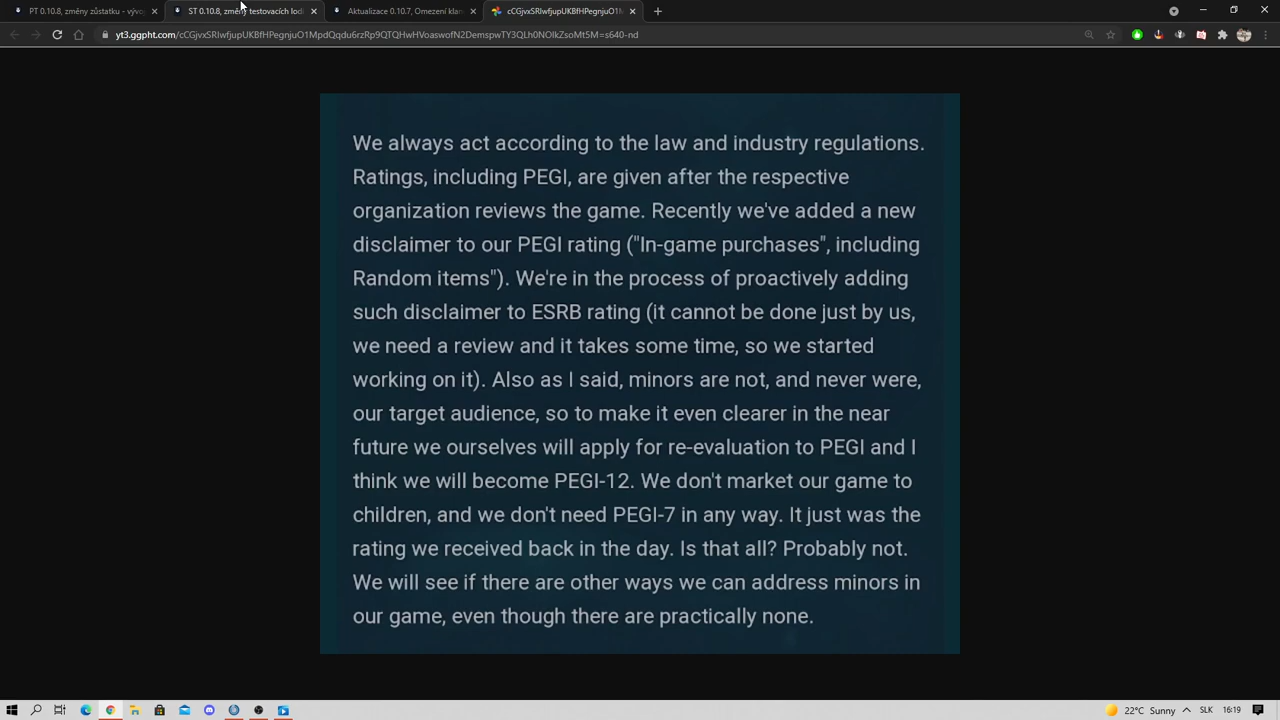 PT 0.10.8, změny zůstatku - vývo
ST 0.10.8, změny testovacích lodí
Aktualizace 0.10.7, Omezení klan
cCGjvxSRlwfjupUKBfHPegnjuO1M
yt3.ggpht.com/cCGjvxSRlwfjupUKBfHPegnjuO1MpdQqdu6rzRp9QTQHwHVoaswofN2DemspwTY3QLh0NOlkZsoMt5M=s640-nd
We always act according to the law and industry regulations.
Ratings, including PEGI, are given after the respective
organization reviews the game. Recently we've added a new
disclaimer to our PEGI rating ("In-game purchases", including
Random items"). We're in the process of proactively adding
such disclaimer to ESRB rating (it cannot be done just by us,
we need a review and it takes some time, so we started
working on it). Also as I said, minors are not, and never were,
our target audience, so to make it even clearer in the near
future we ourselves will apply for re-evaluation to PEGI and I
think we will become PEGI-12. We don't market our game to
children, and we don't need PEGI-7 in any way. It just was the
rating we received back in the day. Is that all? Probably not.
We will see if there are other ways we can address minors in
our game, even though there are practically none.
22°C Sunny
SLK
16:19